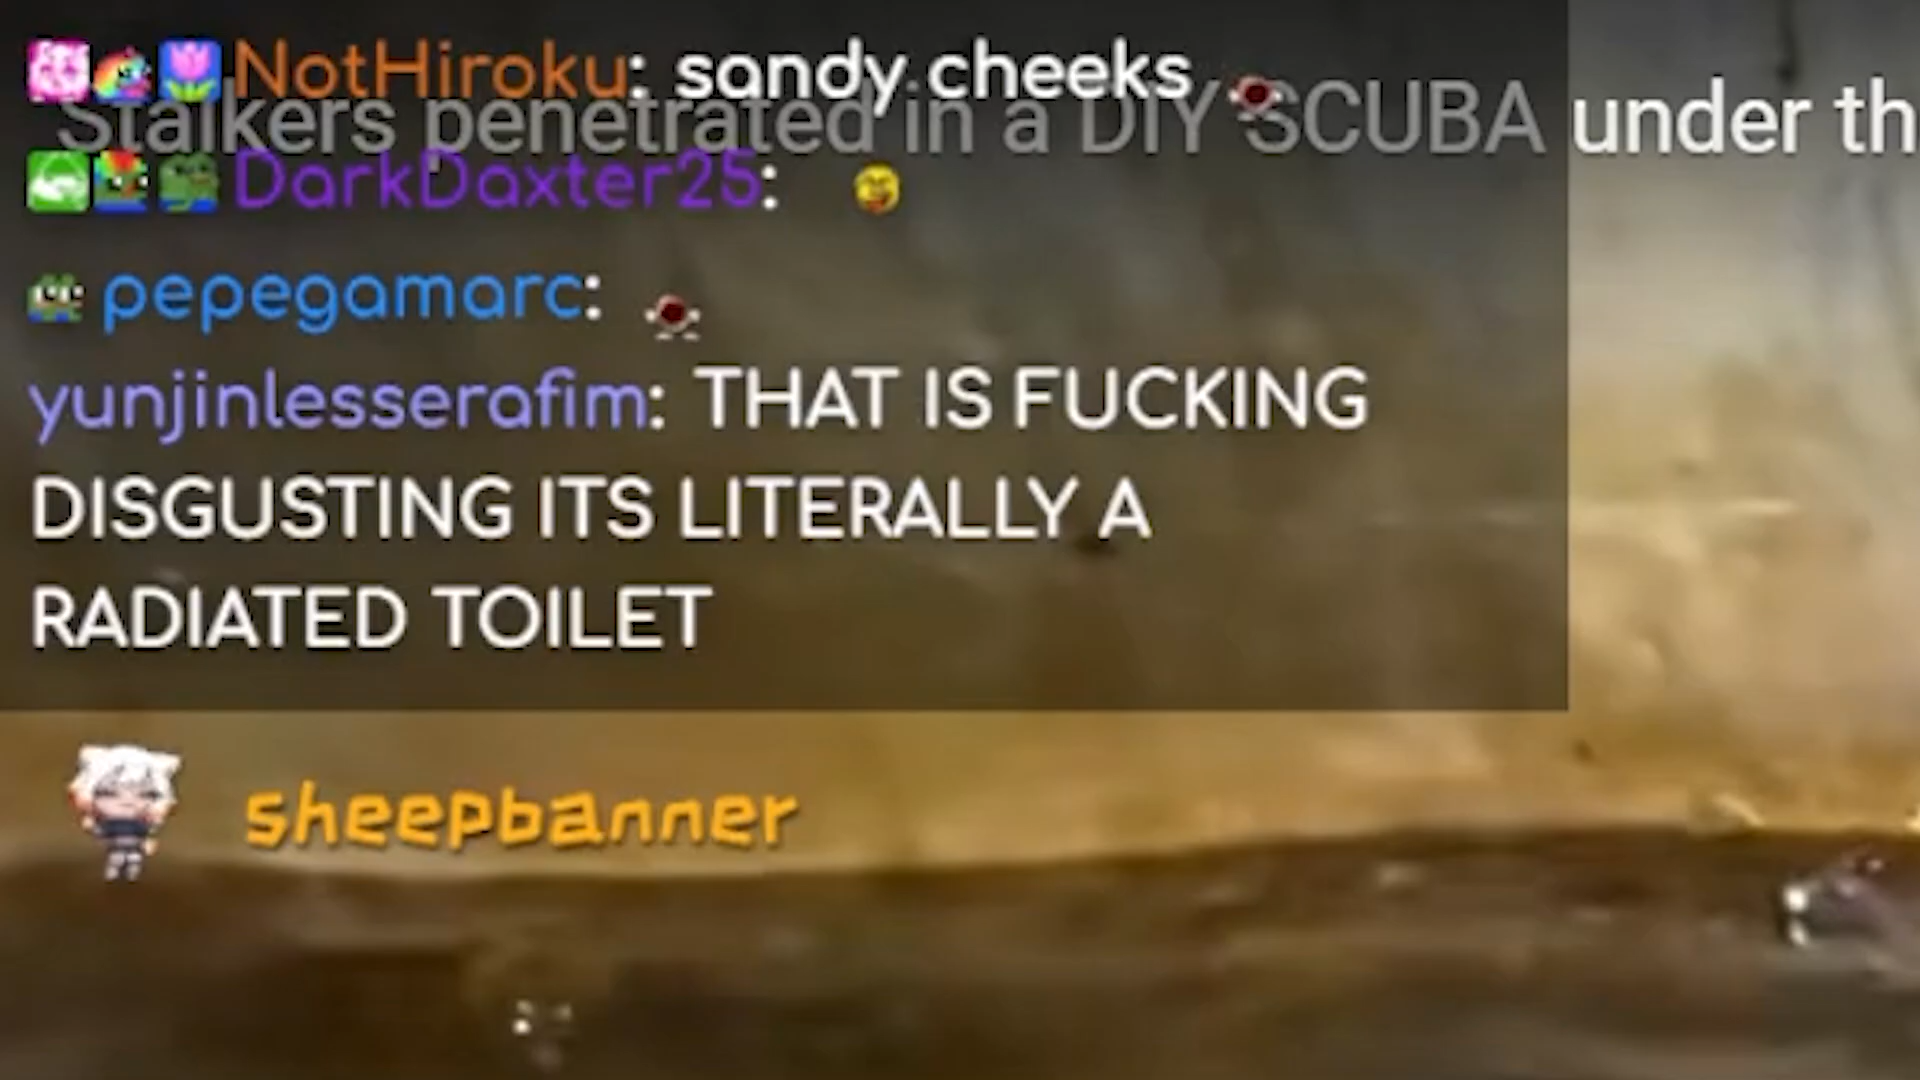 NotHiroku: sandy cheeks
Stalkers penetrated in a DIY SCUBA under th
DarkDaxter25:
pepegamarc:
yunjinlesserafim: THAT IS FUCKING
DISGUSTING ITS LITERALLY A
RADIATED TOILET
sheepbanner